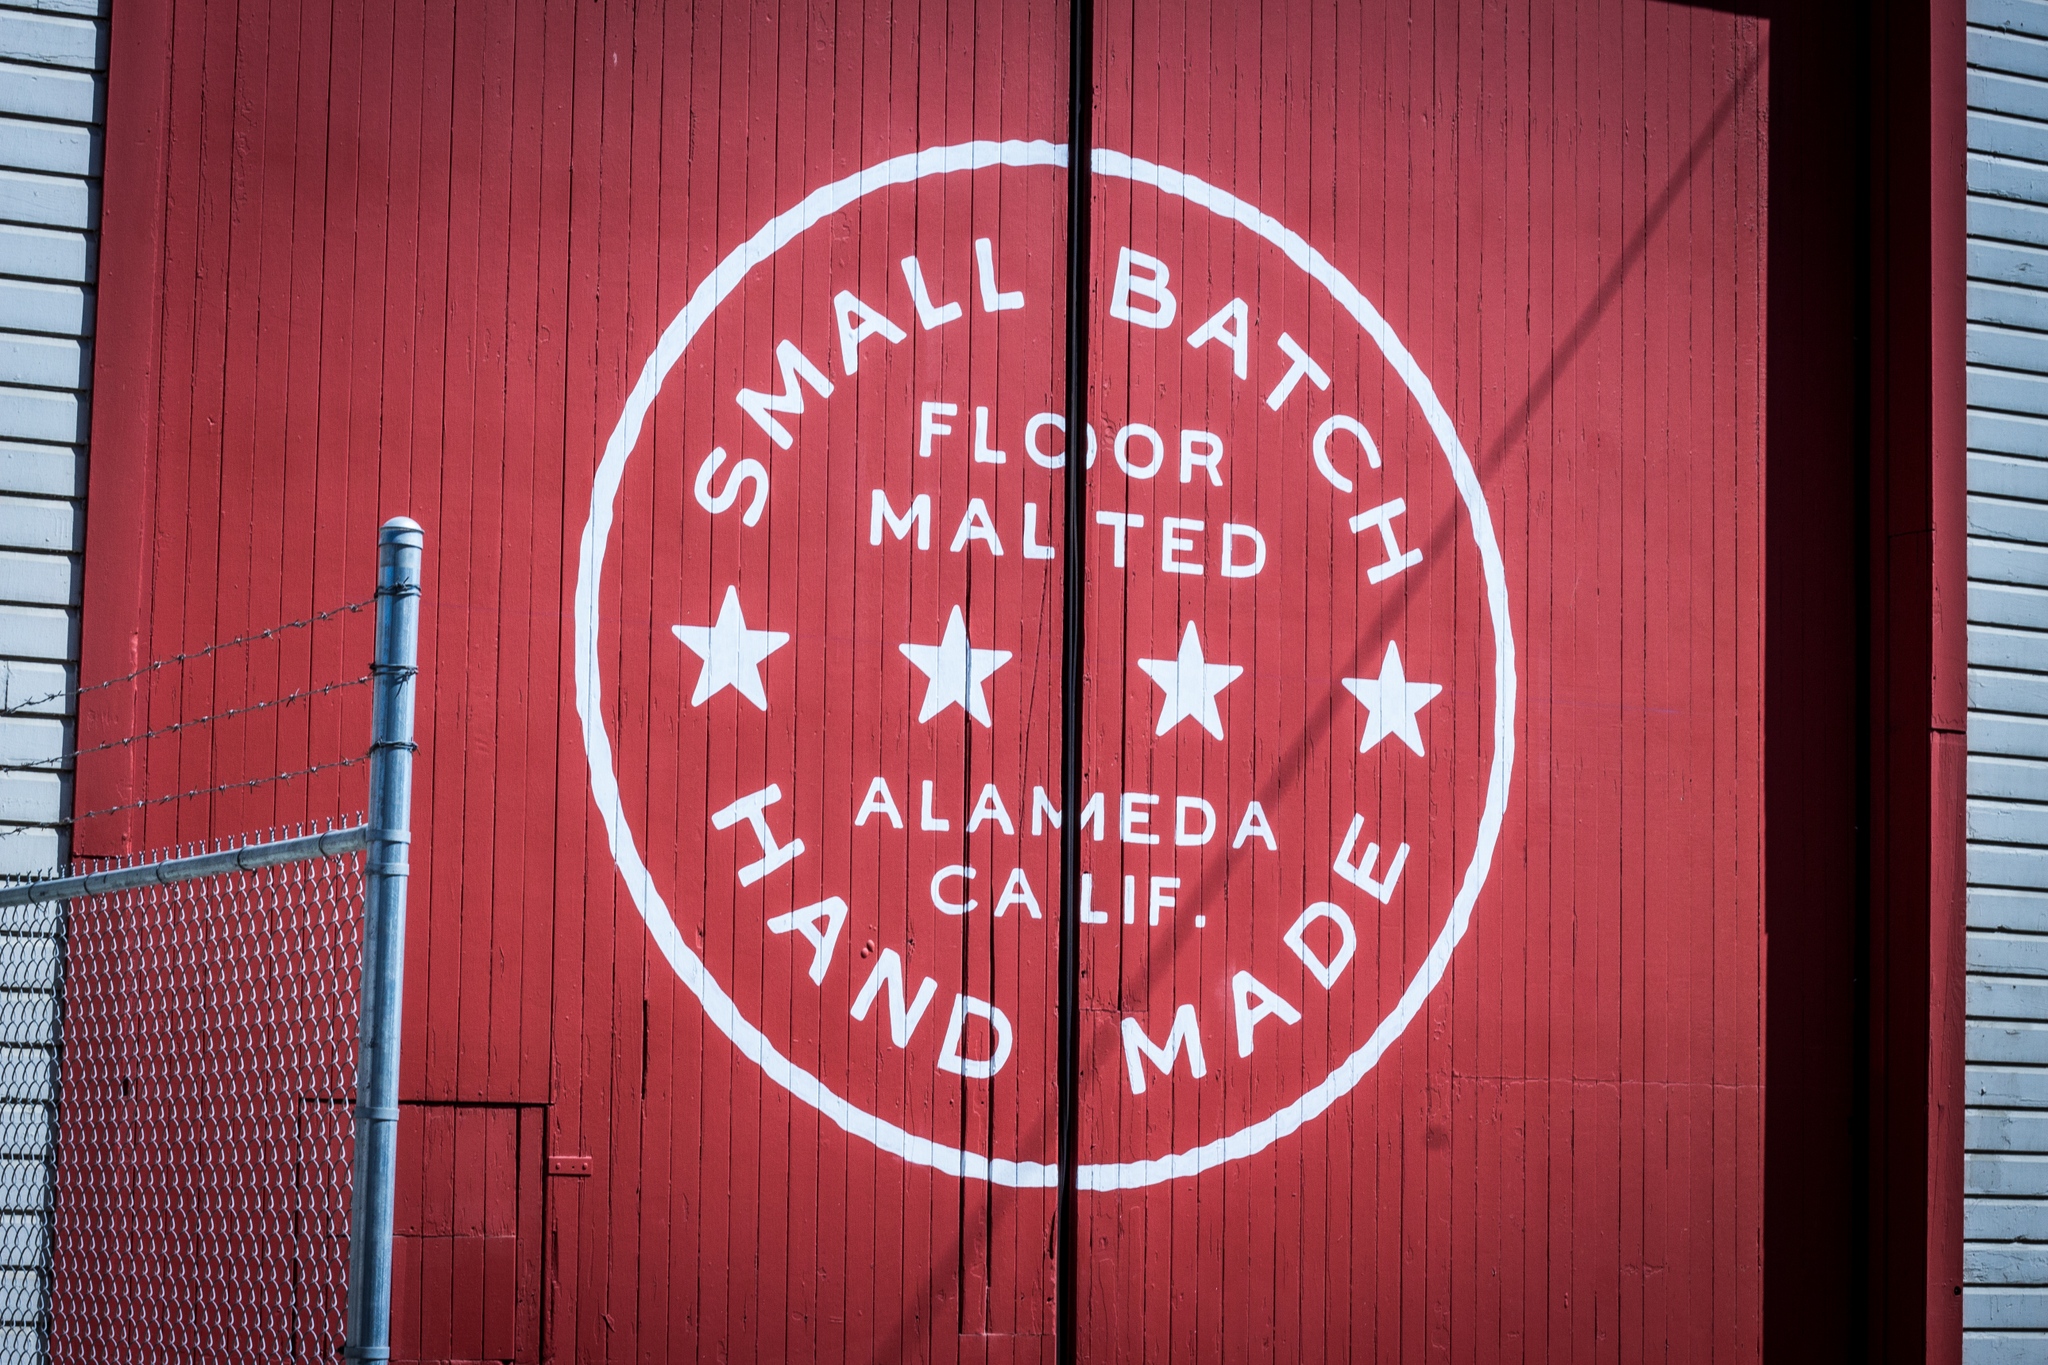 SMALL BATCH
FLOOR
MALTED
ALAMEDA
CALIF.
HAND MADE